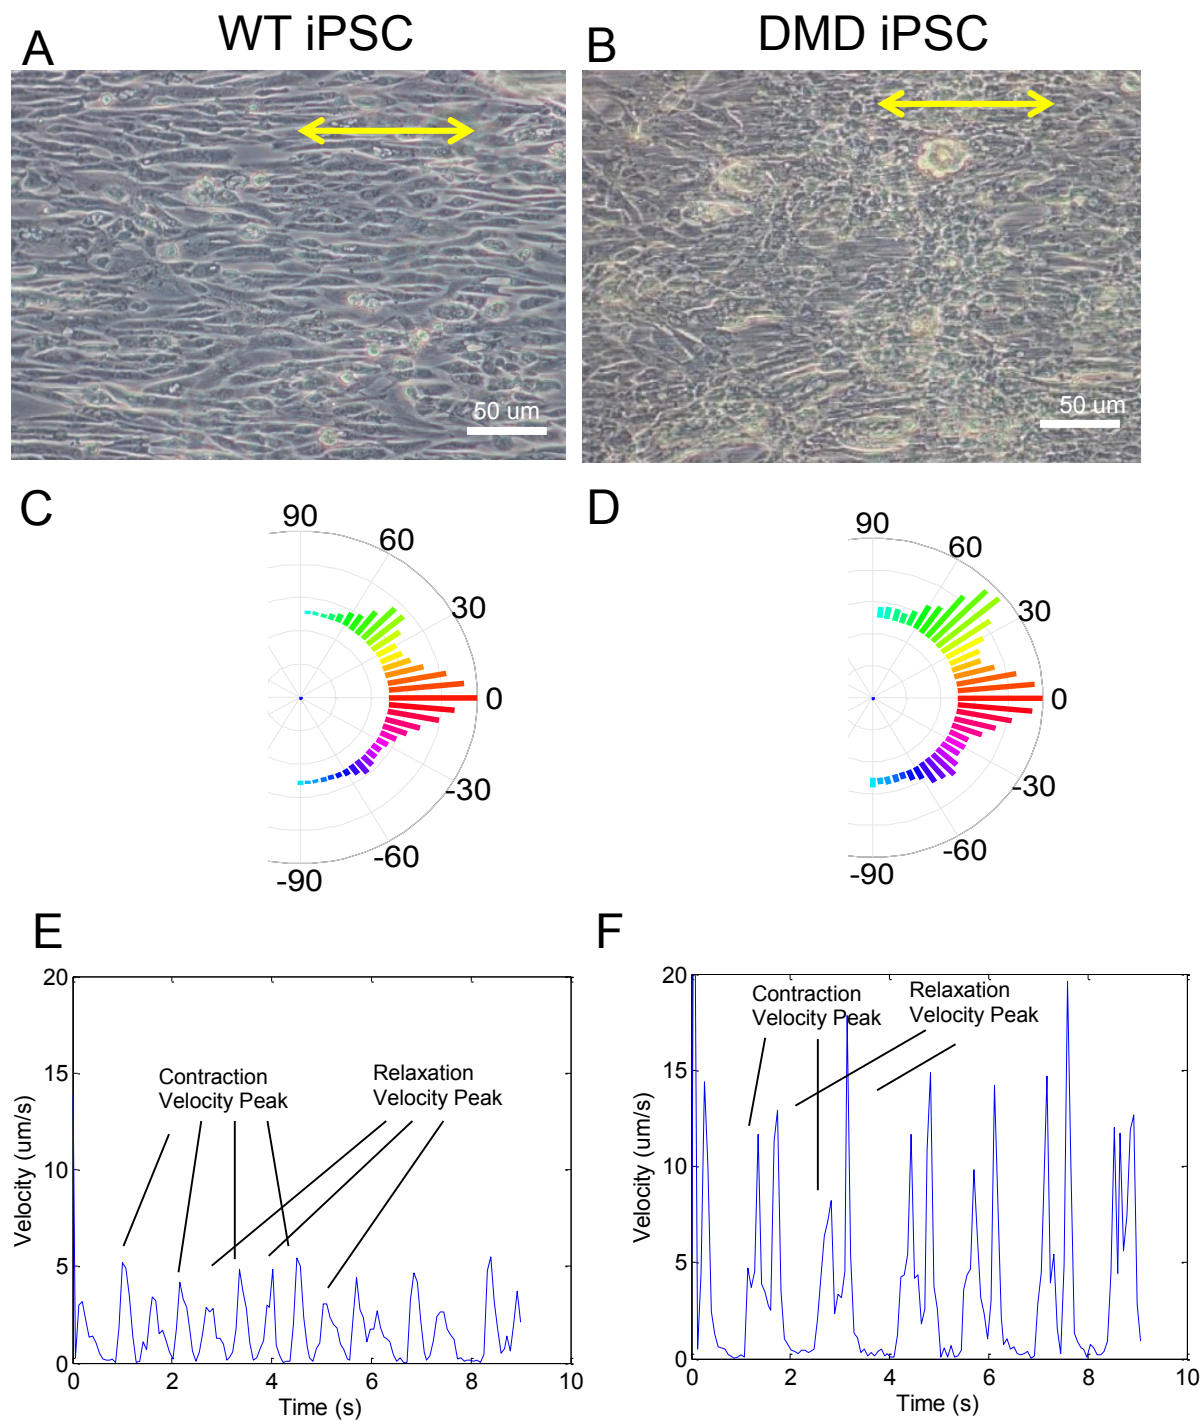 A
WT iPSC
B
DMD iPSC
50 um
50 um
C
90
60
30
0
-30
-60
-90
D
90
60
30
0
-30
-60
-90
E
20
15
10
5
0
Velocity (um/s)
Contraction
Velocity Peak
Relaxation
Velocity Peak
0
2
4
6
8
10
Time (s)
F
20
15
10
5
0
Velocity (um/s)
Contraction
Velocity Peak
Relaxation
Velocity Peak
0
2
4
6
8
10
Time (s)